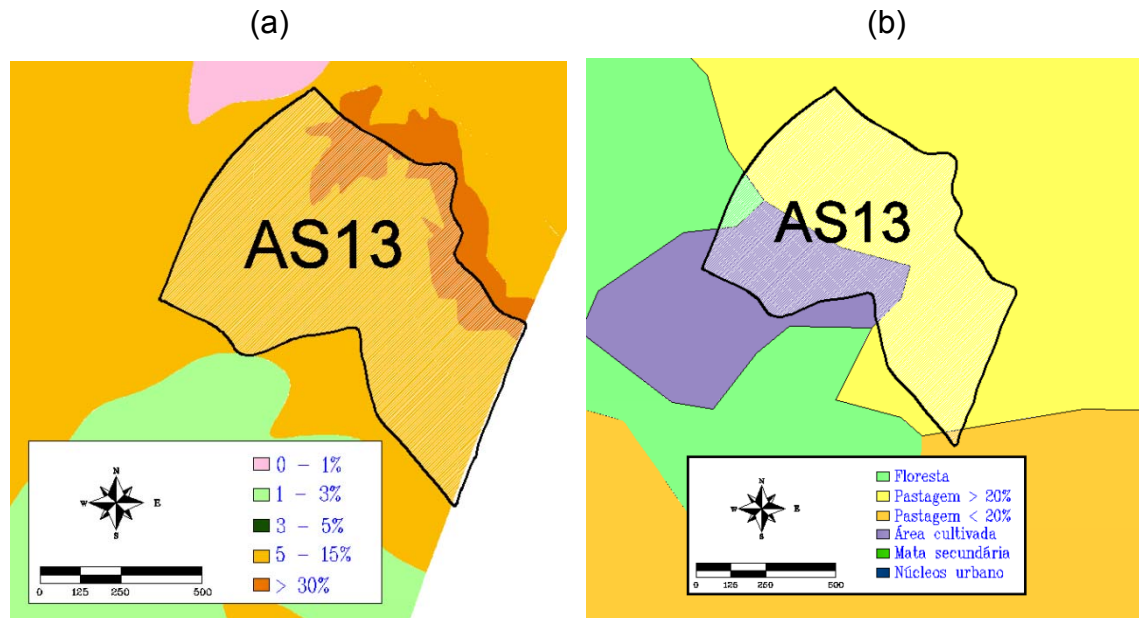 (a)
(b)
AS13
N
W E
S
0 125 250 500
0 - 1%
1 - 3%
3 - 5%
5 - 15%
> 30%
AS13
N
W E
S
0 125 250 500
Floresta
Pastagem > 20%
Pastagem < 20%
Área cultivada
Mata secundária
Núcleos urbano